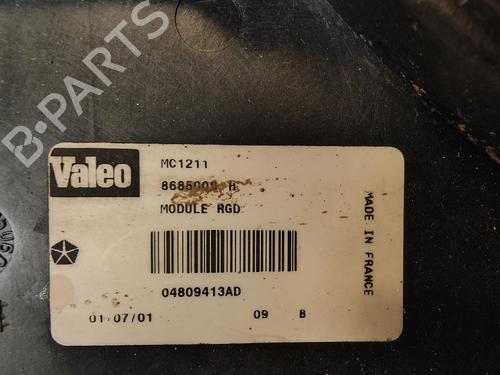 B-PARTS
Valeo
MC1211
H
MODULE RGD
04809413AD
01/07/01 09 B
MADE IN FRANCE